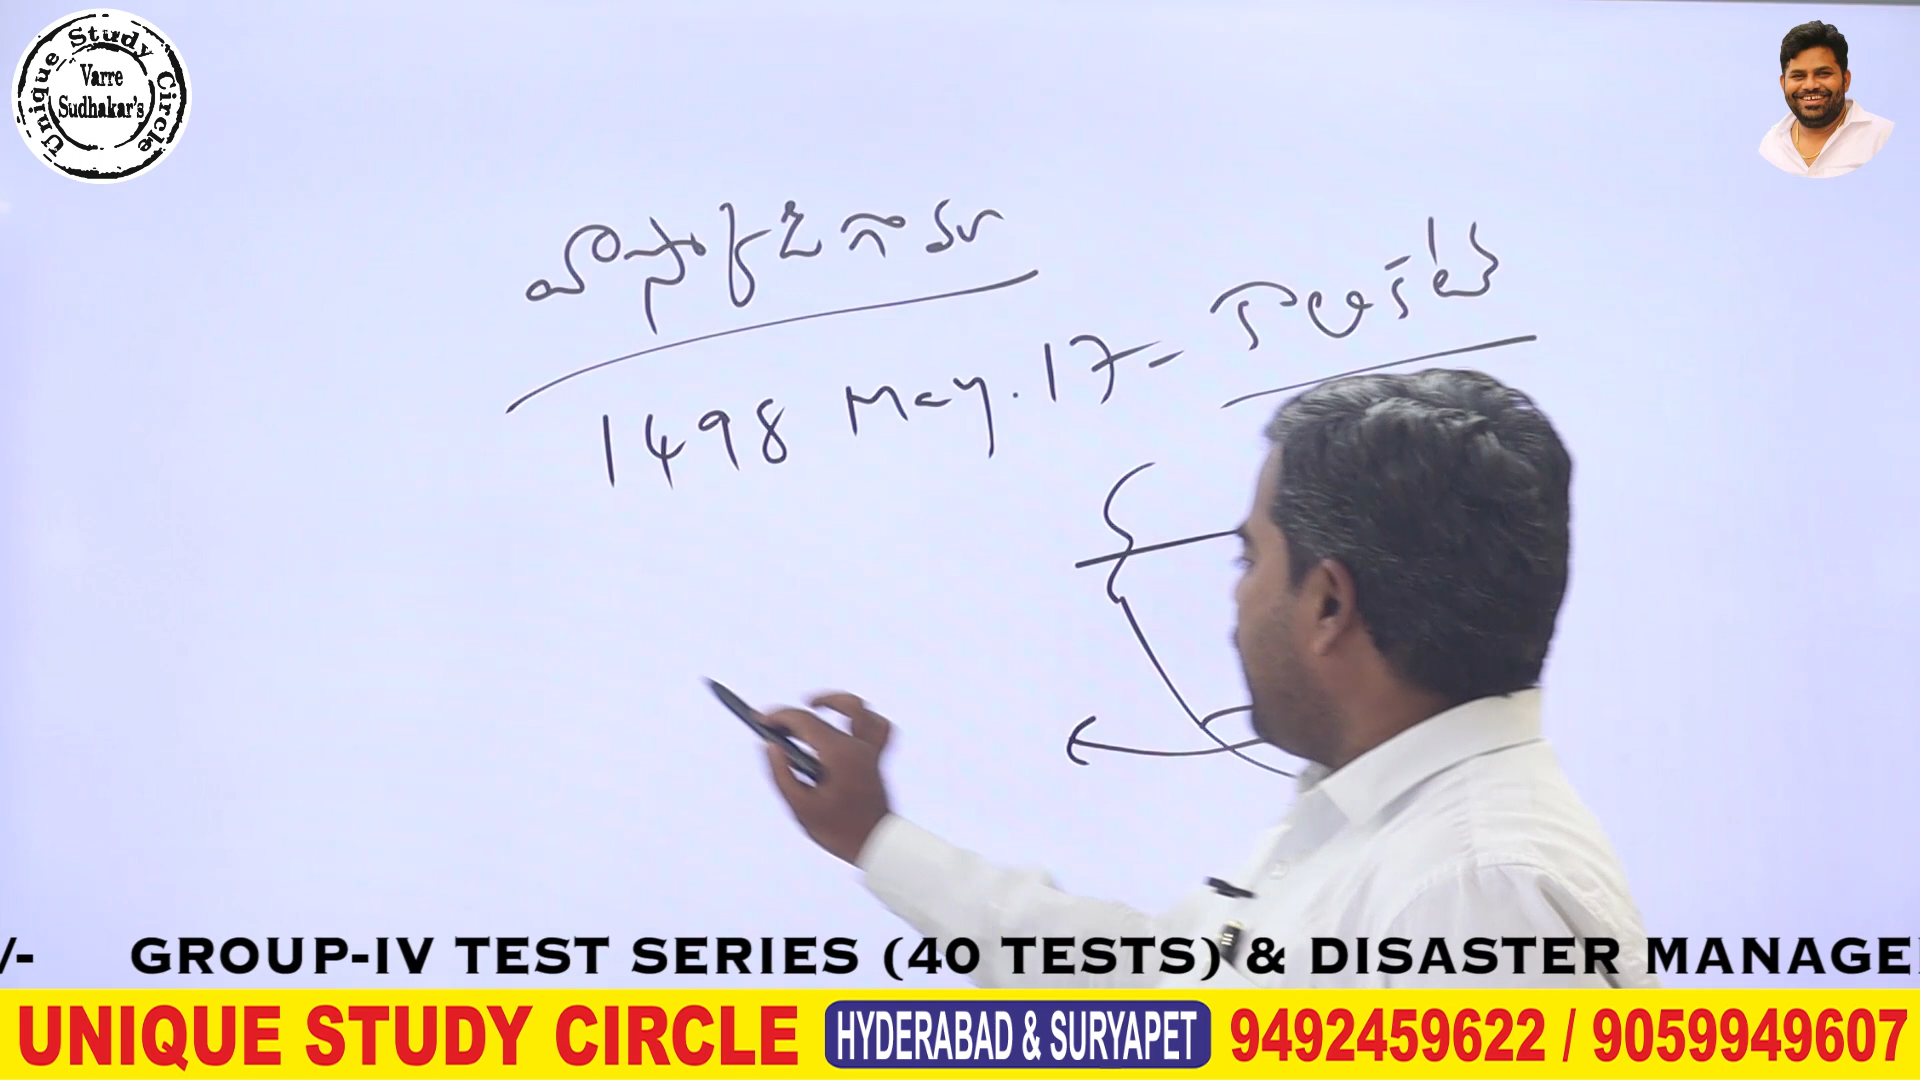 Unique Study Circle
Varre
Sudhakar's
వాస్కోడిగామా
1498 May. 17 - కాలికట్
/-
GROUP-IV TEST SERIES (40 TESTS) & DISASTER MANAGE
UNIQUE STUDY CIRCLE HYDERABAD & SURYAPET 9492459622 / 9059949607